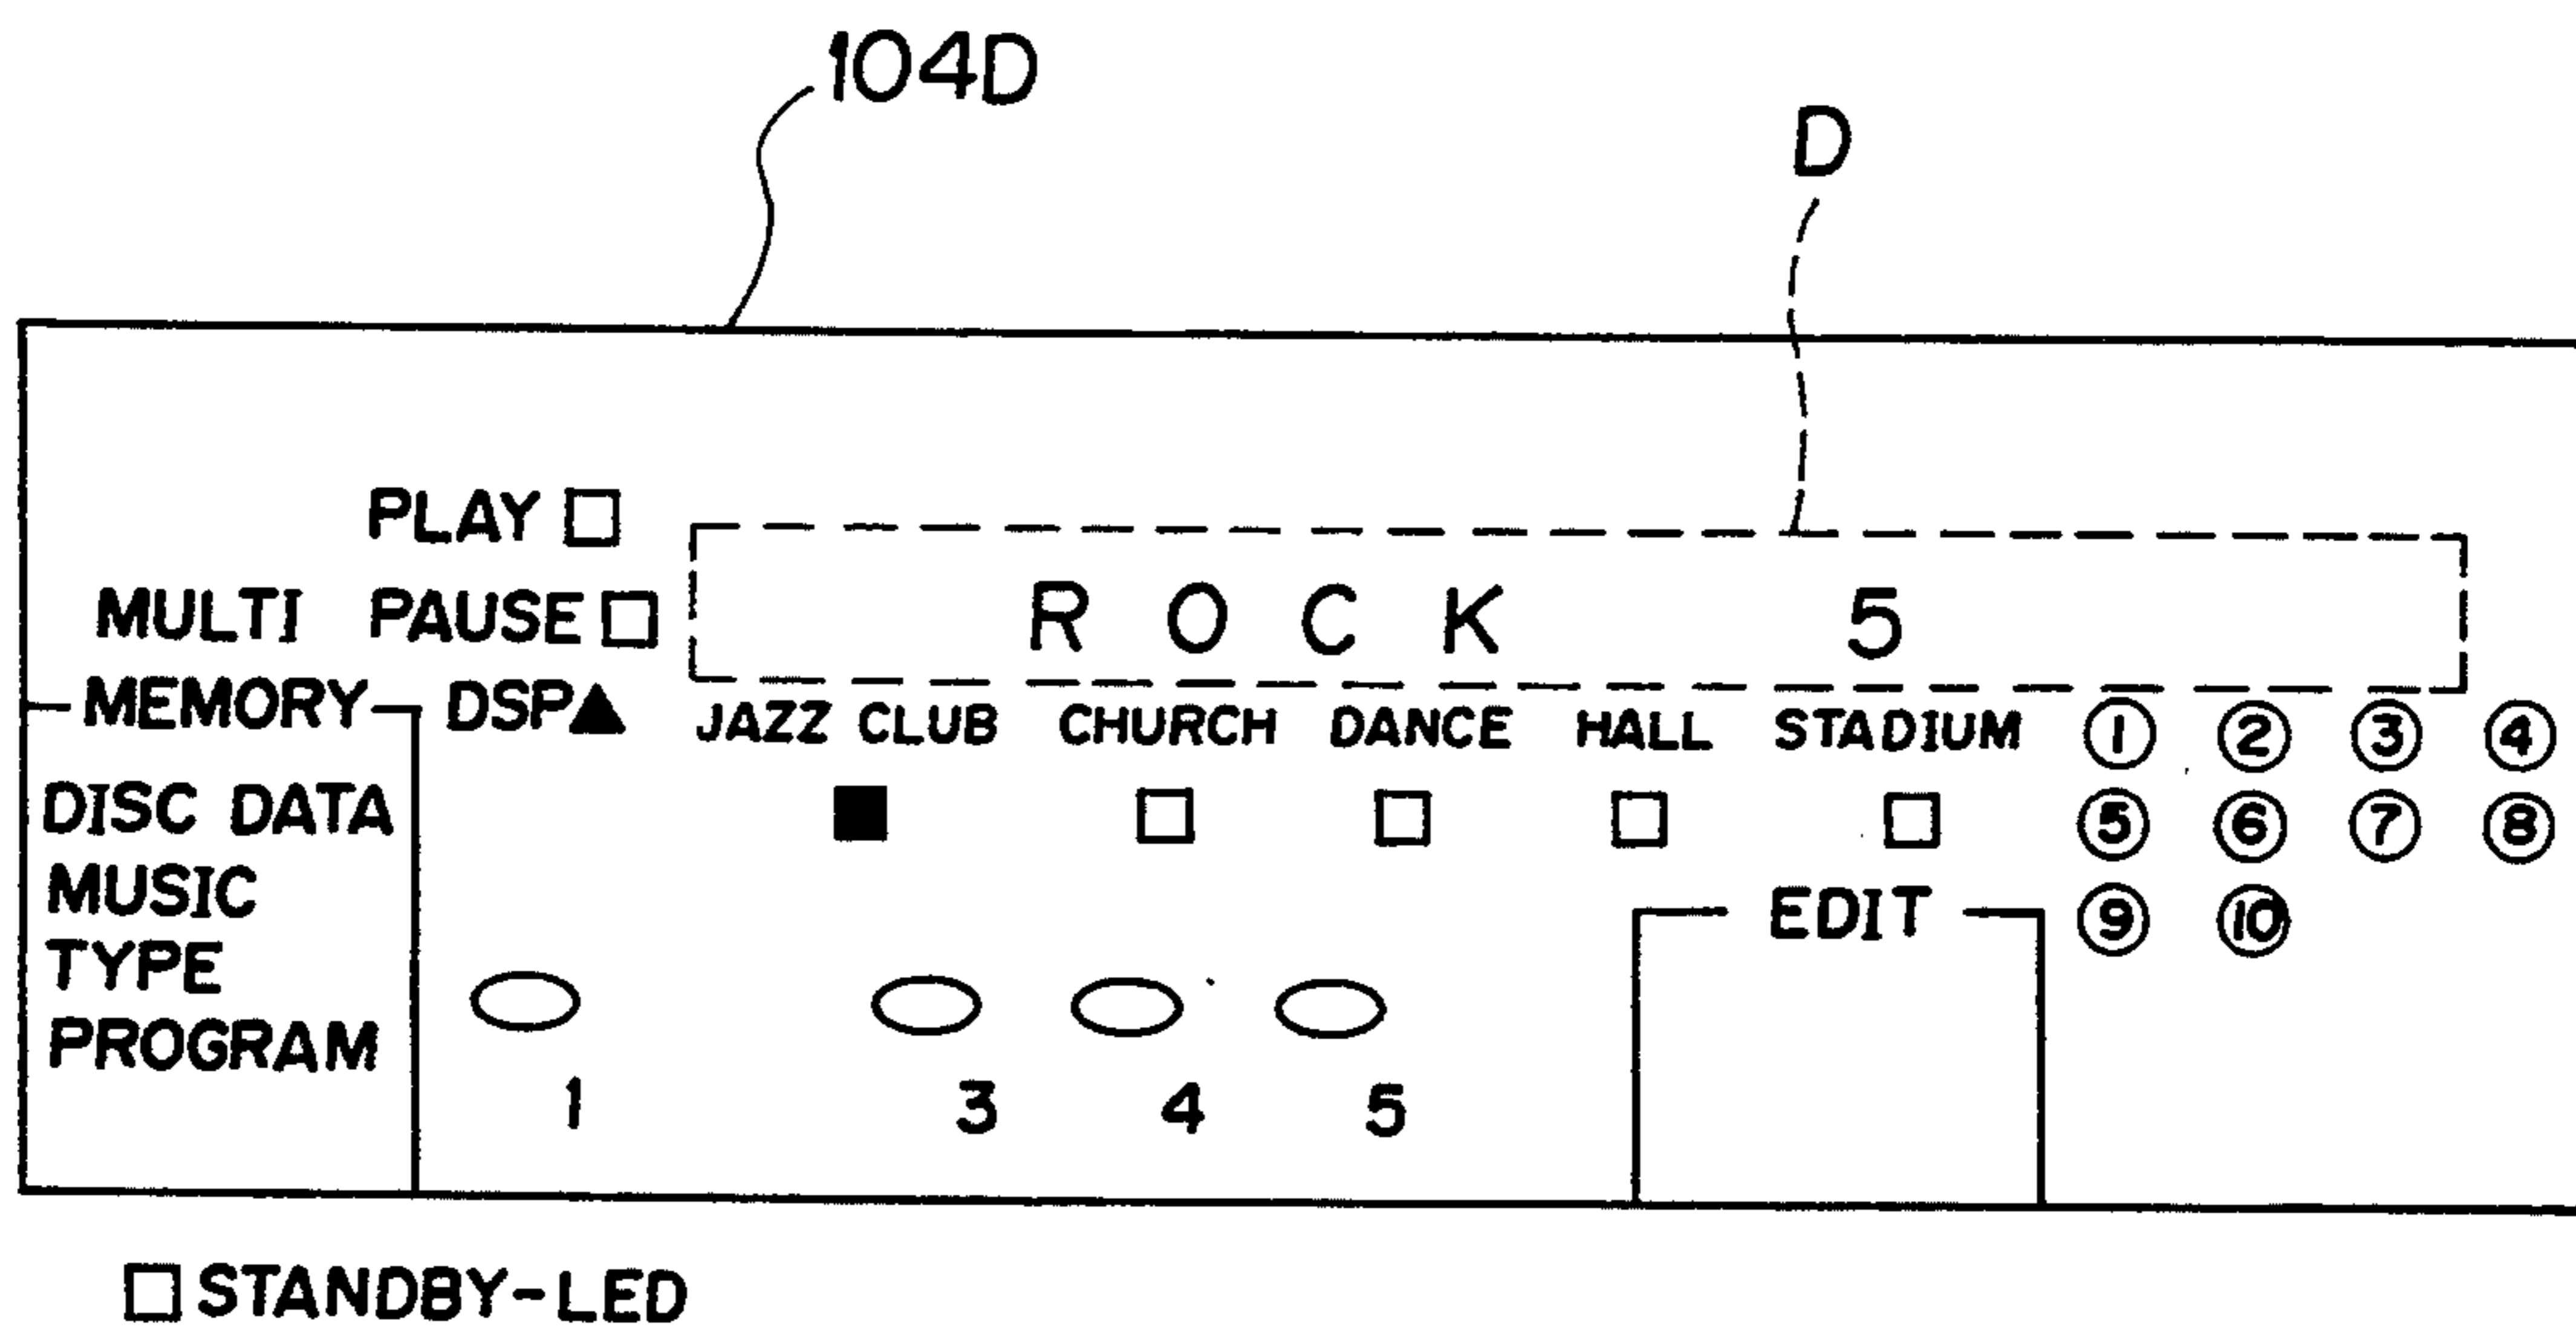 104D
D
PLAY
ROCK 5
MULTI PAUSE
MEMORY DSP▲ JAZZ CLUB CHURCH DANCE HALL STADIUM ① ② ③ ④
DISC DATA ⑤ ⑥ ⑦ ⑧
MUSIC EDIT ⑨ ⑩
TYPE
PROGRAM
1 3 4 5
STANDBY-LED